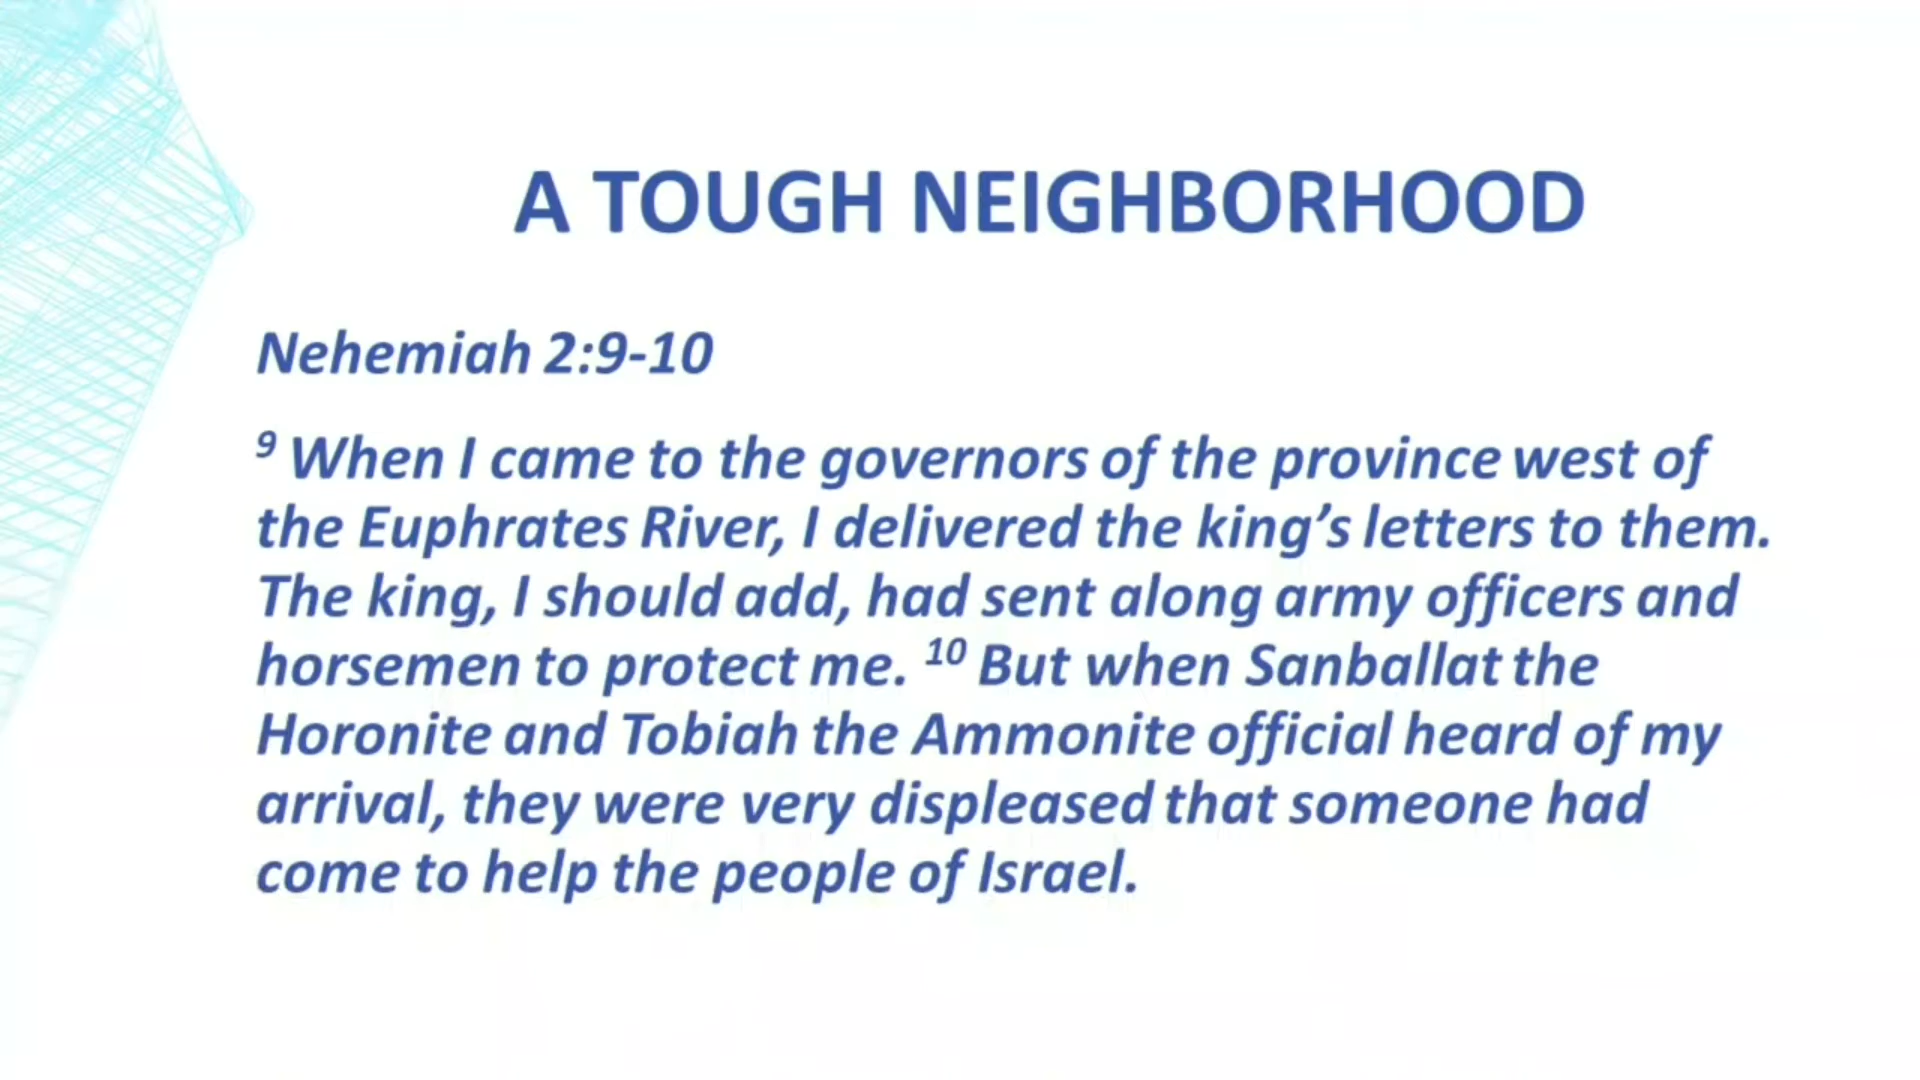 A TOUGH NEIGHBORHOOD
Nehemiah 2:9-10
9 When I came to the governors of the province west of
the Euphrates River, I delivered the king’s letters to them.
The king, I should add, had sent along army officers and
horsemen to protect me. 10 But when Sanballat the
Horonite and Tobiah the Ammonite official heard of my
arrival, they were very displeased that someone had
come to help the people of Israel.